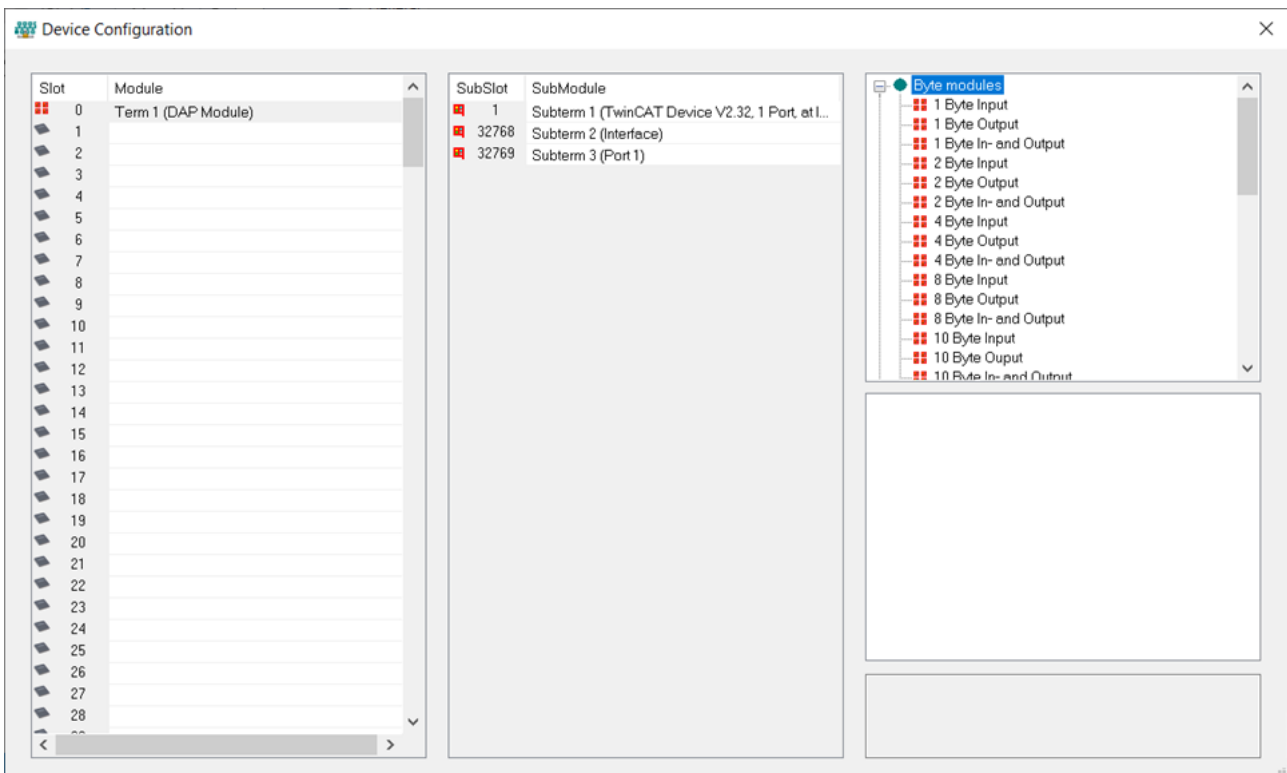 Device Configuration
Slot Module
0 Term 1 (DAP Module)
1
2
3
4
5
6
7
8
9
10
11
12
13
14
15
16
17
18
19
20
21
22
23
24
25
26
27
28
SubSlot SubModule
1 Subterm 1 (TwinCAT Device V2.32, 1 Port, at I...
32768 Subterm 2 (Interface)
32769 Subterm 3 (Port 1)
Byte modules
1 Byte Input
1 Byte Output
1 Byte In- and Output
2 Byte Input
2 Byte Output
2 Byte In- and Output
4 Byte Input
4 Byte Output
4 Byte In- and Output
8 Byte Input
8 Byte Output
8 Byte In- and Output
10 Byte Input
10 Byte Ouput
10 Byte In- and Output